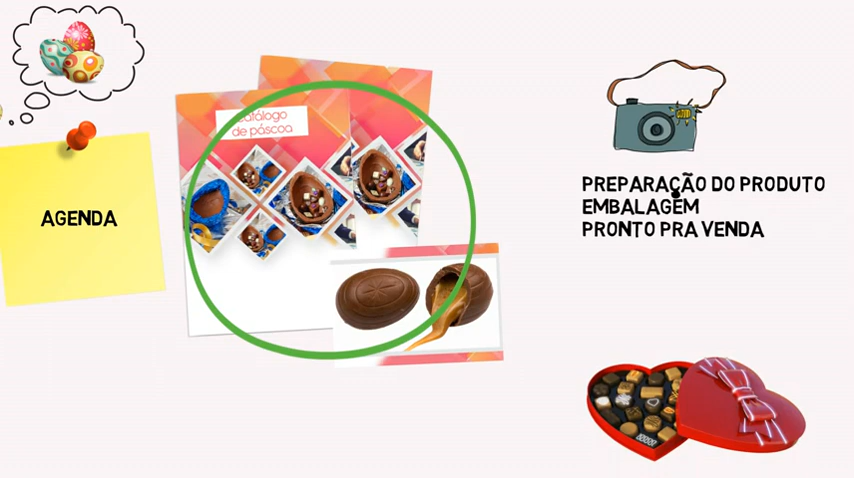 AGENDA
catálogo
de páscoa
PREPARAÇÃO DO PRODUTO
EMBALAGEM
PRONTO PRA VENDA